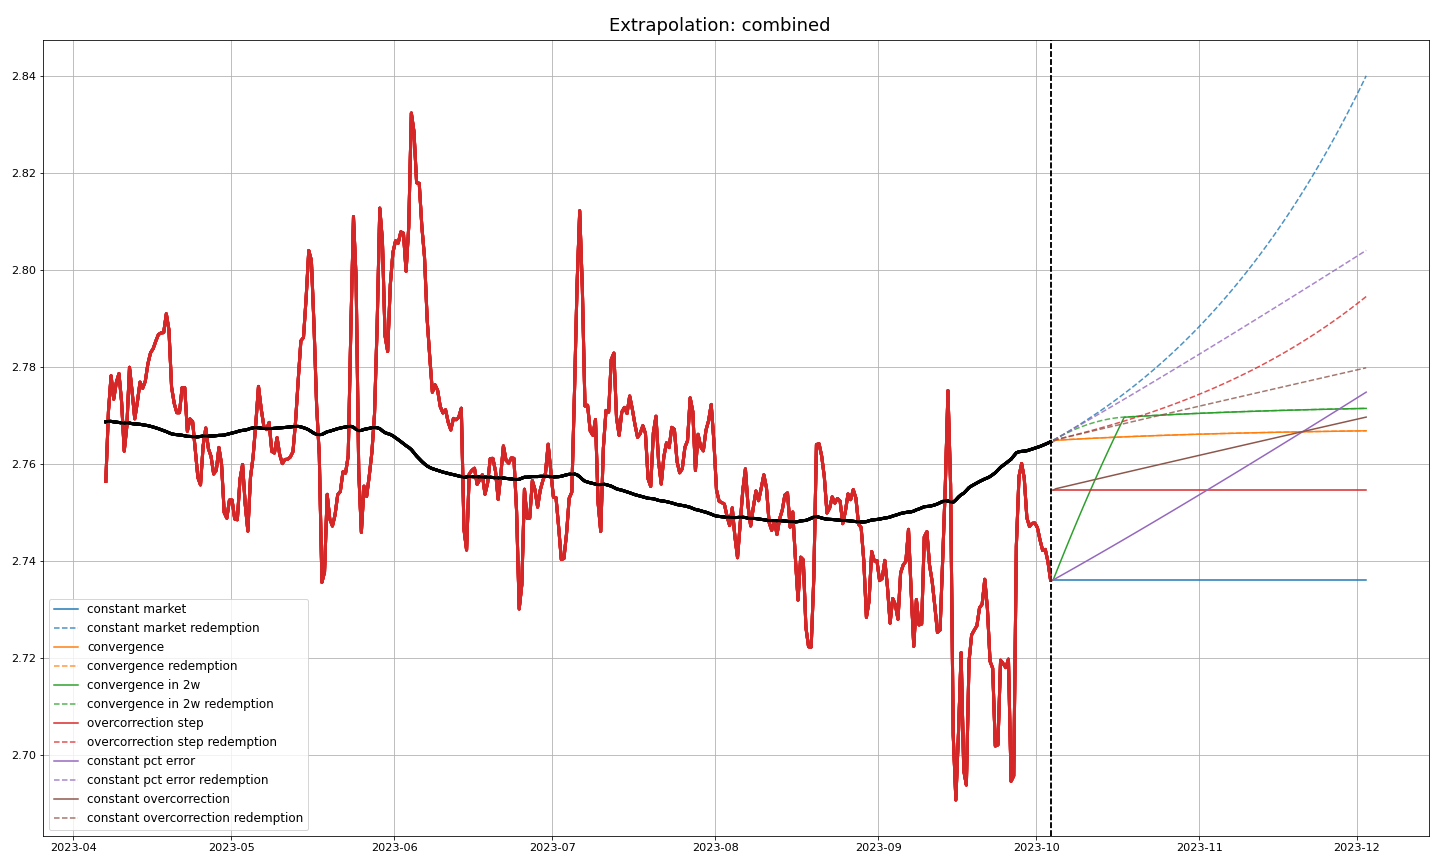 Extrapolation: combined
2.84
2.82
2.80
2.78
2.76
2.74
2.72
2.70
constant market
constant market redemption
convergence
convergence redemption
convergence in 2w
convergence in 2w redemption
overcorrection step
overcorrection step redemption
constant pct error
constant pct error redemption
constant overcorrection
constant overcorrection redemption
2023-04 2023-05 2023-06 2023-07 2023-08 2023-09 2023-10 2023-11 2023-12